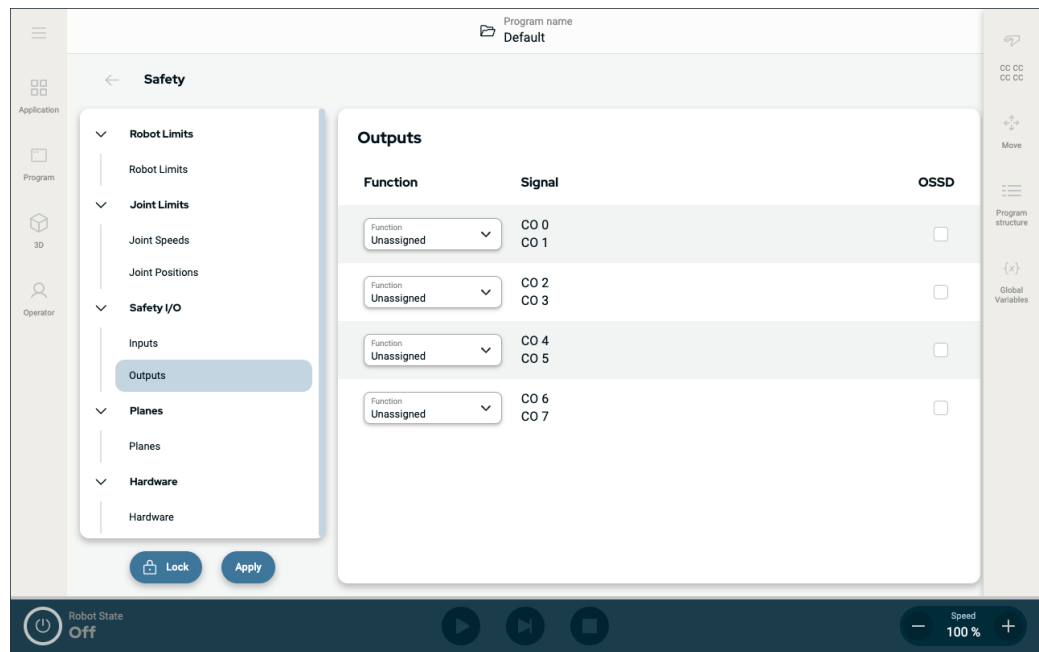 Program name
Default
Application
Program
3D
Operator
Safety
Robot Limits
Robot Limits
Joint Limits
Joint Speeds
Joint Positions
Safety I/O
Inputs
Outputs
Planes
Planes
Hardware
Hardware
Lock
Apply
Outputs
Function
Signal
OSSD
Function
Unassigned
CO 0
CO 1
Function
Unassigned
CO 2
CO 3
Function
Unassigned
CO 4
CO 5
Function
Unassigned
CO 6
CO 7
CC CC
CC CC
Move
Program
structure
{x}
Global
Variables
Robot State
Off
Speed
100 %